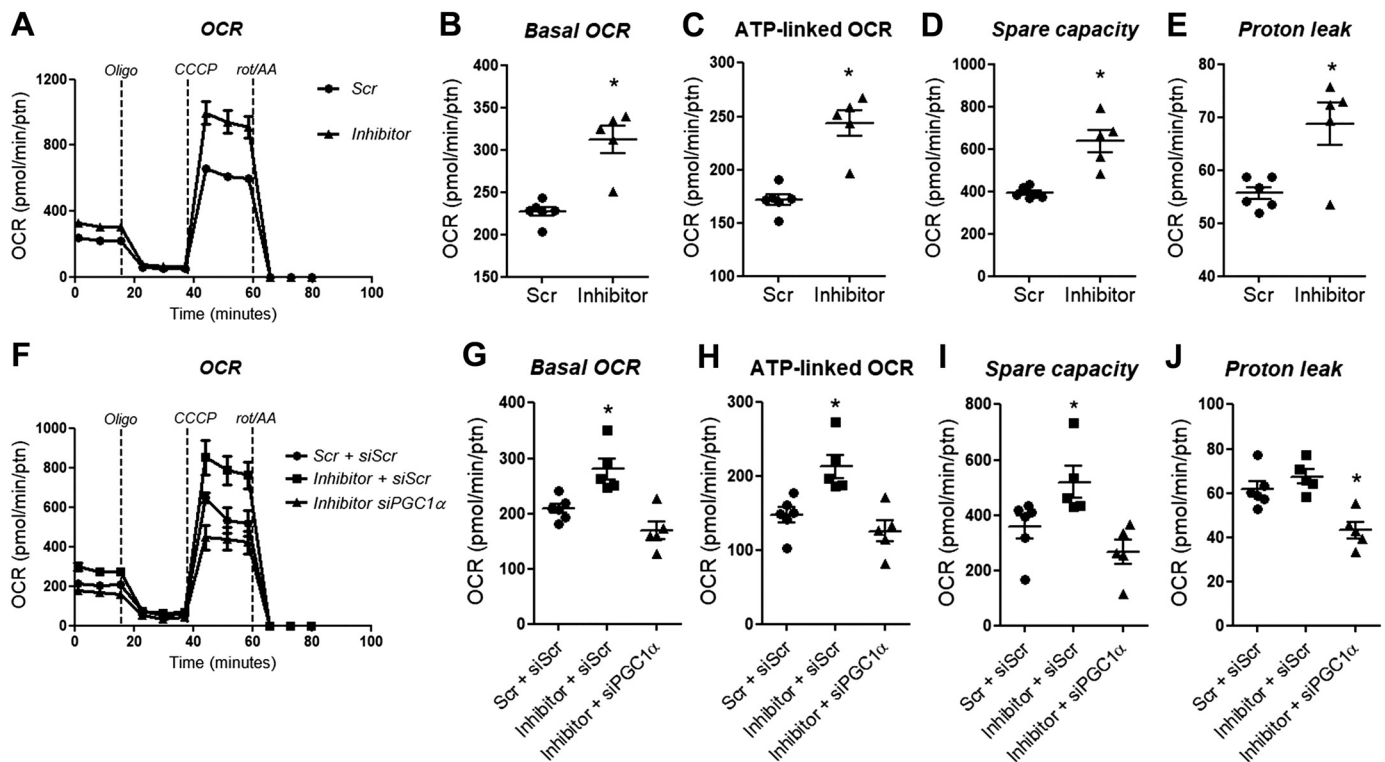 A
OCR
Oligo CCCP rot/AA
OCR (pmol/min/ptn)
1200
800
400
0
0 20 40 60 80 100
Time (minutes)
Scr
Inhibitor
B
Basal OCR
OCR (pmol/min/ptn)
400
350
300
250
200
150
*
Scr Inhibitor
C
ATP-linked OCR
OCR (pmol/min/ptn)
300
250
200
150
100
*
Scr Inhibitor
D
Spare capacity
OCR (pmol/min/ptn)
1000
800
600
400
200
0
*
Scr Inhibitor
E
Proton leak
OCR (pmol/min/ptn)
80
70
60
50
40
*
Scr Inhibitor
F
OCR
Oligo CCCP rot/AA
OCR (pmol/min/ptn)
1000
800
600
400
200
0
0 20 40 60 80 100
Time (minutes)
Scr + siScr
Inhibitor + siScr
Inhibitor siPGC1α
G
Basal OCR
OCR (pmol/min/ptn)
400
300
200
100
0
*
Scr + siScr
Inhibitor + siScr
Inhibitor + siPGC1α
H
ATP-linked OCR
OCR (pmol/min/ptn)
300
200
100
0
*
Scr + siScr
Inhibitor + siScr
Inhibitor + siPGC1α
I
Spare capacity
OCR (pmol/min/ptn)
800
600
400
200
0
*
Scr + siScr
Inhibitor + siScr
Inhibitor + siPGC1α
J
Proton leak
OCR (pmol/min/ptn)
100
80
60
40
20
0
*
Scr + siScr
Inhibitor + siScr
Inhibitor + siPGC1α